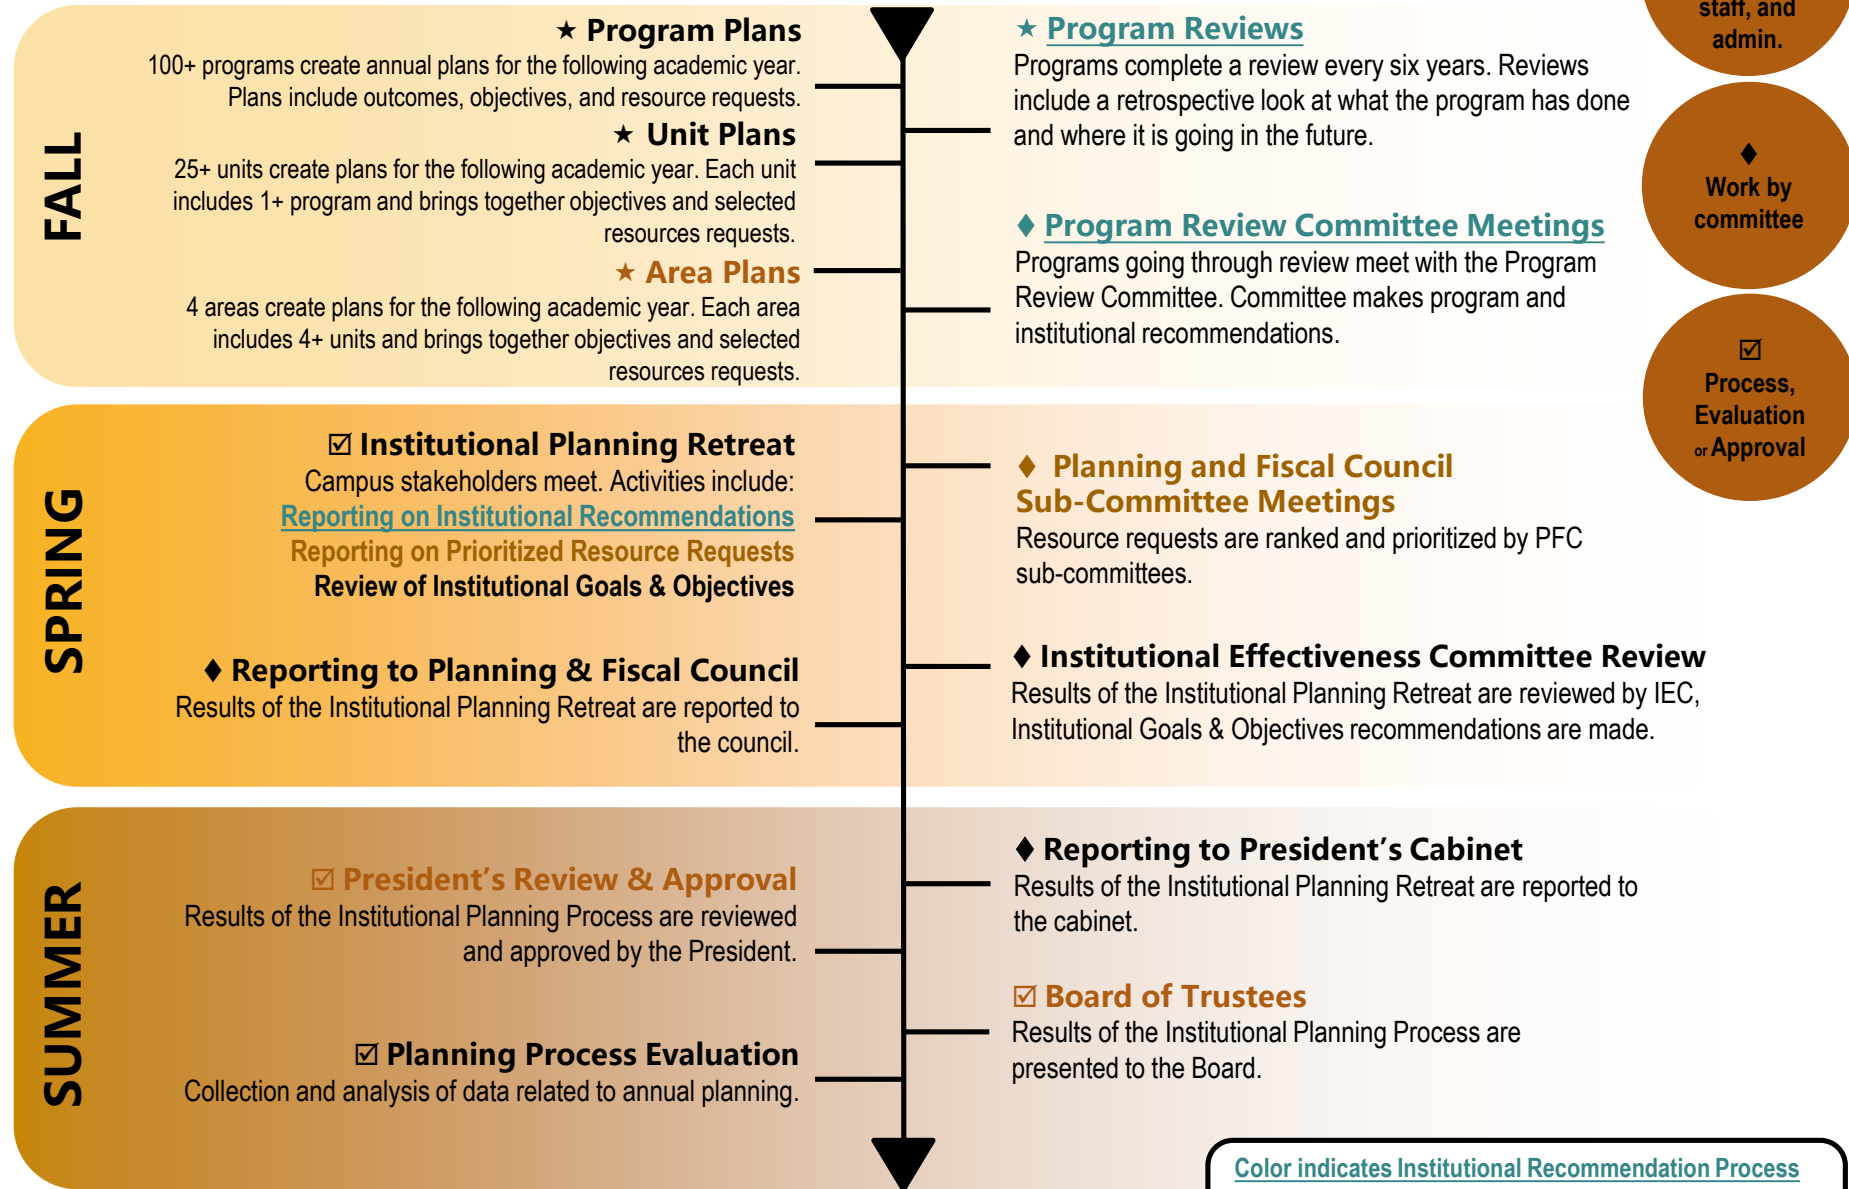 FALL
★ Program Plans
100+ programs create annual plans for the following academic year.
Plans include outcomes, objectives, and resource requests.
★ Unit Plans
25+ units create plans for the following academic year. Each unit
includes 1+ program and brings together objectives and selected
resources requests.
★ Area Plans
4 areas create plans for the following academic year. Each area
includes 4+ units and brings together objectives and selected
resources requests.
★ Program Reviews
Programs complete a review every six years. Reviews
include a retrospective look at what the program has done
and where it is going in the future.
♦ Program Review Committee Meetings
Programs going through review meet with the Program
Review Committee. Committee makes program and
institutional recommendations.
staff, and
admin.
♦
Work by
committee
☑
Process,
Evaluation
or Approval
SPRING
☑ Institutional Planning Retreat
Campus stakeholders meet. Activities include:
Reporting on Institutional Recommendations
Reporting on Prioritized Resource Requests
Review of Institutional Goals & Objectives
♦ Reporting to Planning & Fiscal Council
Results of the Institutional Planning Retreat are reported to
the council.
♦ Planning and Fiscal Council
Sub-Committee Meetings
Resource requests are ranked and prioritized by PFC
sub-committees.
♦ Institutional Effectiveness Committee Review
Results of the Institutional Planning Retreat are reviewed by IEC,
Institutional Goals & Objectives recommendations are made.
SUMMER
☑ President's Review & Approval
Results of the Institutional Planning Process are reviewed
and approved by the President.
☑ Planning Process Evaluation
Collection and analysis of data related to annual planning.
♦ Reporting to President's Cabinet
Results of the Institutional Planning Retreat are reported to
the cabinet.
☑ Board of Trustees
Results of the Institutional Planning Process are
presented to the Board.
Color indicates Institutional Recommendation Process